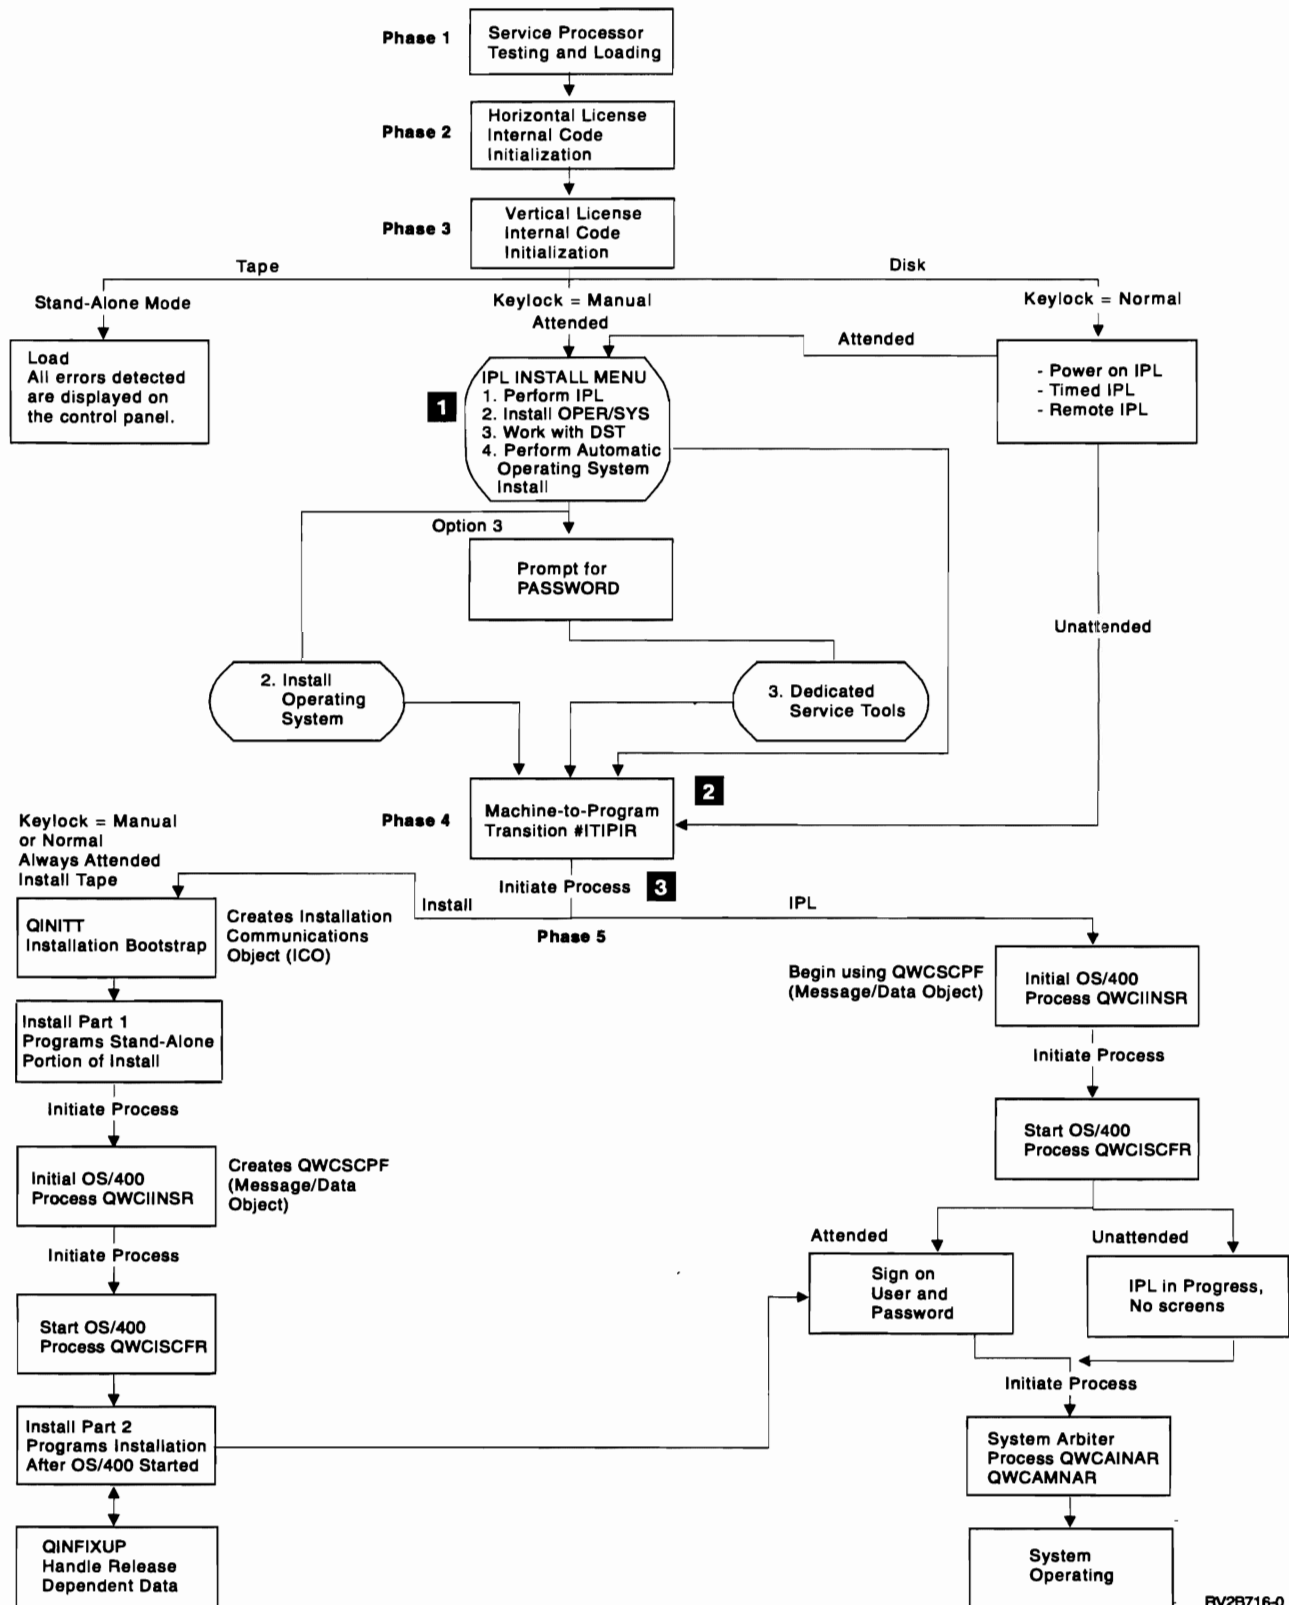 Phase 1
Service Processor
Testing and Loading
Phase 2
Horizontal License
Internal Code
Initialization
Phase 3
Vertical License
Internal Code
Initialization
Tape
Disk
Stand-Alone Mode
Keylock = Manual
Attended
Keylock = Normal
Attended
Load
All errors detected
are displayed on
the control panel.
1
IPL INSTALL MENU
1. Perform IPL
2. Install OPER/SYS
3. Work with DST
4. Perform Automatic
Operating System
Install
- Power on IPL
- Timed IPL
- Remote IPL
Option 3
Prompt for
PASSWORD
Unattended
2. Install
Operating
System
3. Dedicated
Service Tools
2
Phase 4
Machine-to-Program
Transition #ITIPIR
Keylock = Manual
or Normal
Always Attended
Install Tape
Initiate Process
3
Install
IPL
Phase 5
QINITT
Installation Bootstrap
Creates Installation
Communications
Object (ICO)
Begin using QWCSCPF
(Message/Data Object)
Initial OS/400
Process QWCIINSR
Install Part 1
Programs Stand-Alone
Portion of Install
Initiate Process
Initiate Process
Start OS/400
Process QWCISCFR
Initial OS/400
Process QWCIINSR
Creates QWCSCPF
(Message/Data
Object)
Initiate Process
Attended
Unattended
Sign on
User and
Password
IPL in Progress,
No screens
Start OS/400
Process QWCISCFR
Initiate Process
Install Part 2
Programs Installation
After OS/400 Started
System Arbiter
Process QWCAINAR
QWCAMNAR
QINFIXUP
Handle Release
Dependent Data
System
Operating
RV2B716-0